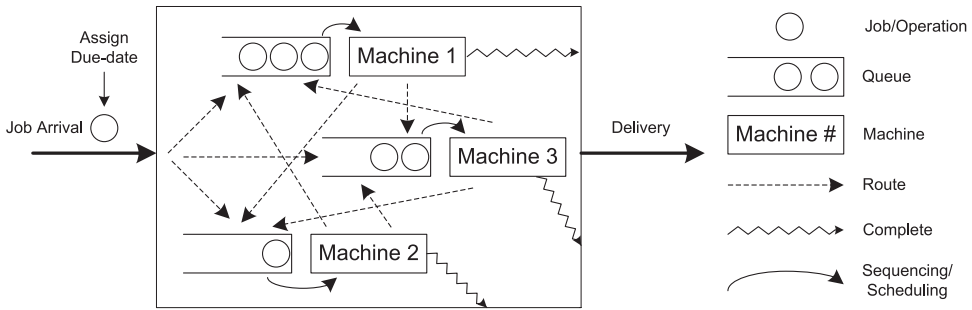 Assign
Due-date
Job Arrival
Machine 1
Machine 3
Machine 2
Delivery
Job/Operation
Queue
Machine #
Machine
Route
Complete
Sequencing/
Scheduling